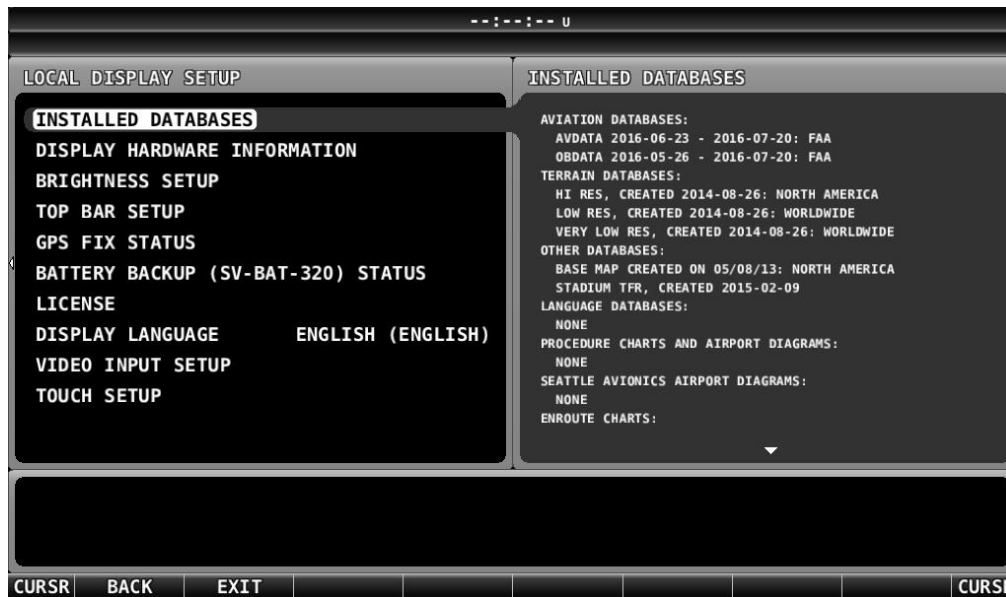 --:--:-- U
LOCAL DISPLAY SETUP
INSTALLED DATABASES
DISPLAY HARDWARE INFORMATION
BRIGHTNESS SETUP
TOP BAR SETUP
GPS FIX STATUS
BATTERY BACKUP (SV-BAT-320) STATUS
LICENSE
DISPLAY LANGUAGE ENGLISH (ENGLISH)
VIDEO INPUT SETUP
TOUCH SETUP
INSTALLED DATABASES
AVIATION DATABASES:
AVDATA 2016-06-23 - 2016-07-20: FAA
OBDATA 2016-05-26 - 2016-07-20: FAA
TERRAIN DATABASES:
HI RES, CREATED 2014-08-26: NORTH AMERICA
LOW RES, CREATED 2014-08-26: WORLDWIDE
VERY LOW RES, CREATED 2014-08-26: WORLDWIDE
OTHER DATABASES:
BASE MAP CREATED ON 05/08/13: NORTH AMERICA
STADIUM TFR, CREATED 2015-02-09
LANGUAGE DATABASES:
NONE
PROCEDURE CHARTS AND AIRPORT DIAGRAMS:
NONE
SEATTLE AVIONICS AIRPORT DIAGRAMS:
NONE
ENROUTE CHARTS:
CURSR BACK EXIT CURS